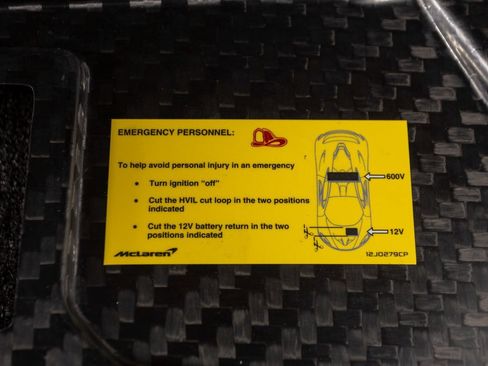 EMERGENCY PERSONNEL:
To help avoid personal injury in an emergency
• Turn ignition "off"
• Cut the HVIL cut loop in the two positions
indicated
• Cut the 12V battery return in the two
positions indicated
600V
12V
McLaren
12J0279CP